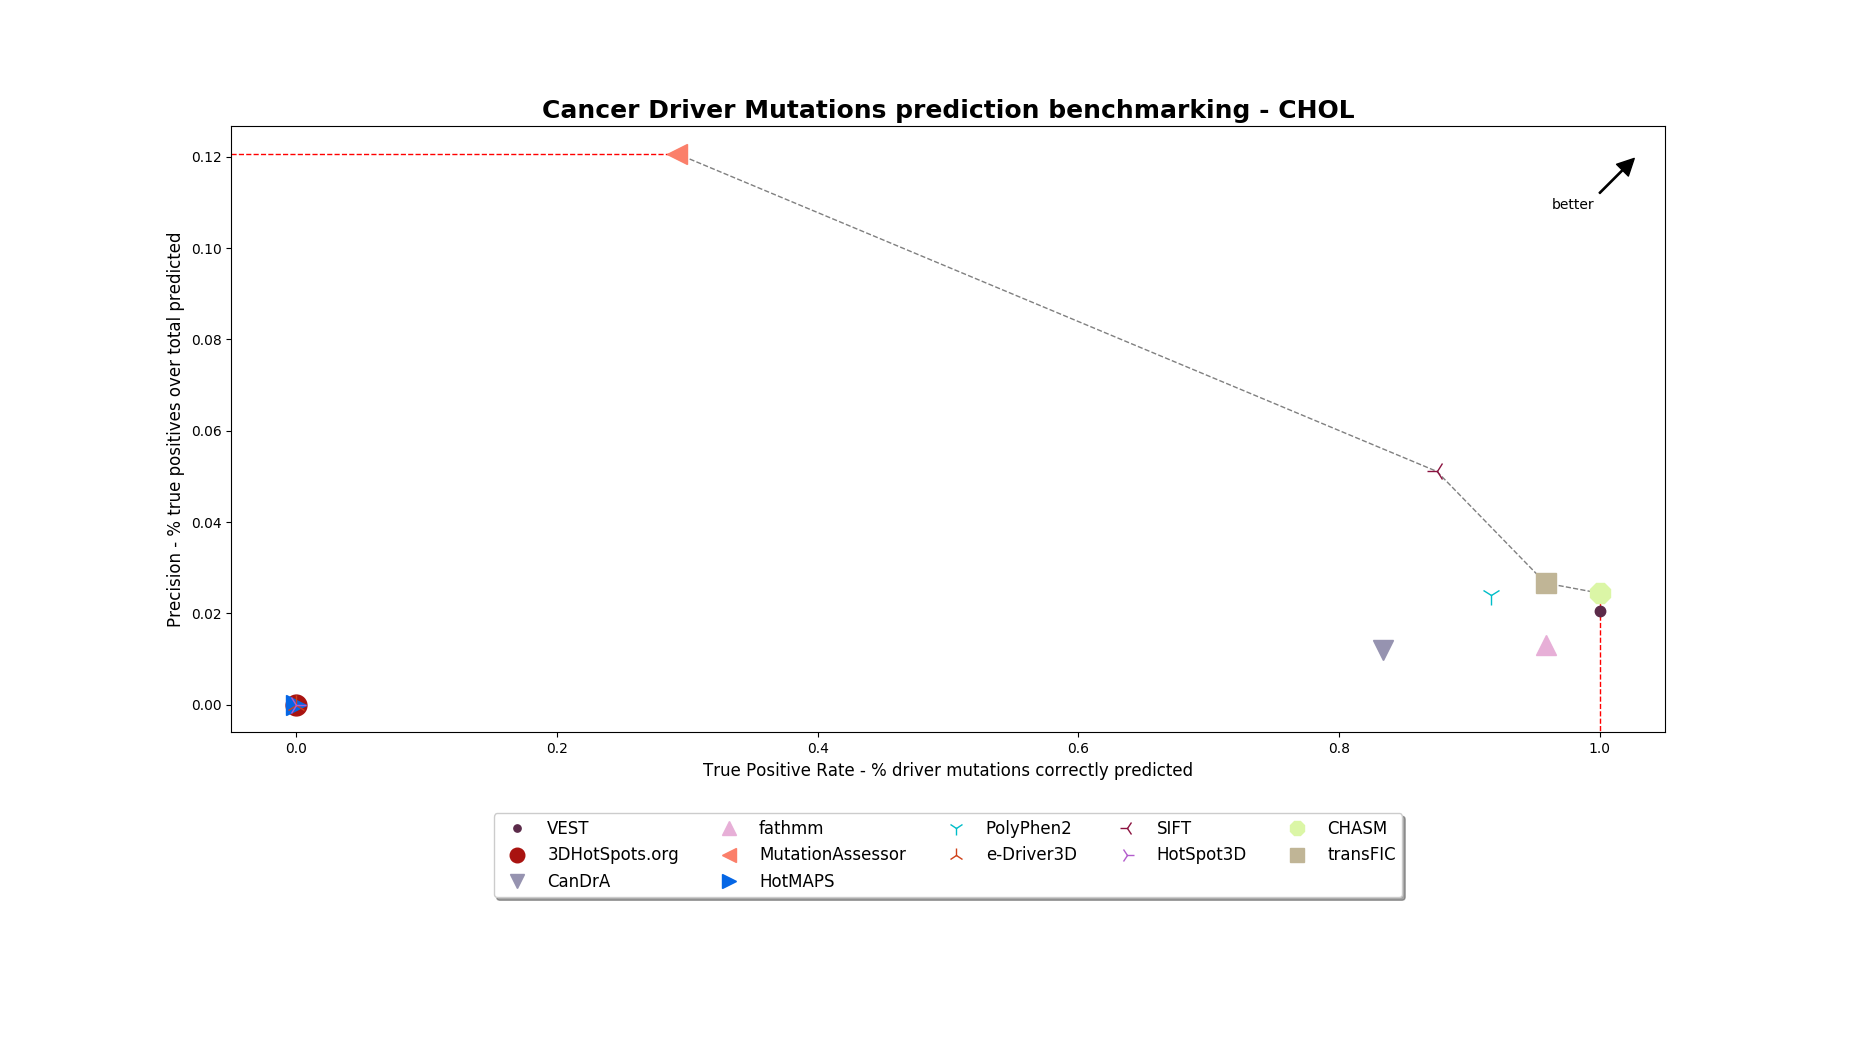 Cancer Driver Mutations prediction benchmarking - CHOL
0.12
0.10
0.08
0.06
0.04
0.02
0.00
Precision - % true positives over total predicted
better
0.0 0.2 0.4 0.6 0.8 1.0
True Positive Rate - % driver mutations correctly predicted
VEST fathmm PolyPhen2 SIFT CHASM
3DHotSpots.org MutationAssessor e-Driver3D HotSpot3D transFIC
CanDrA HotMAPS